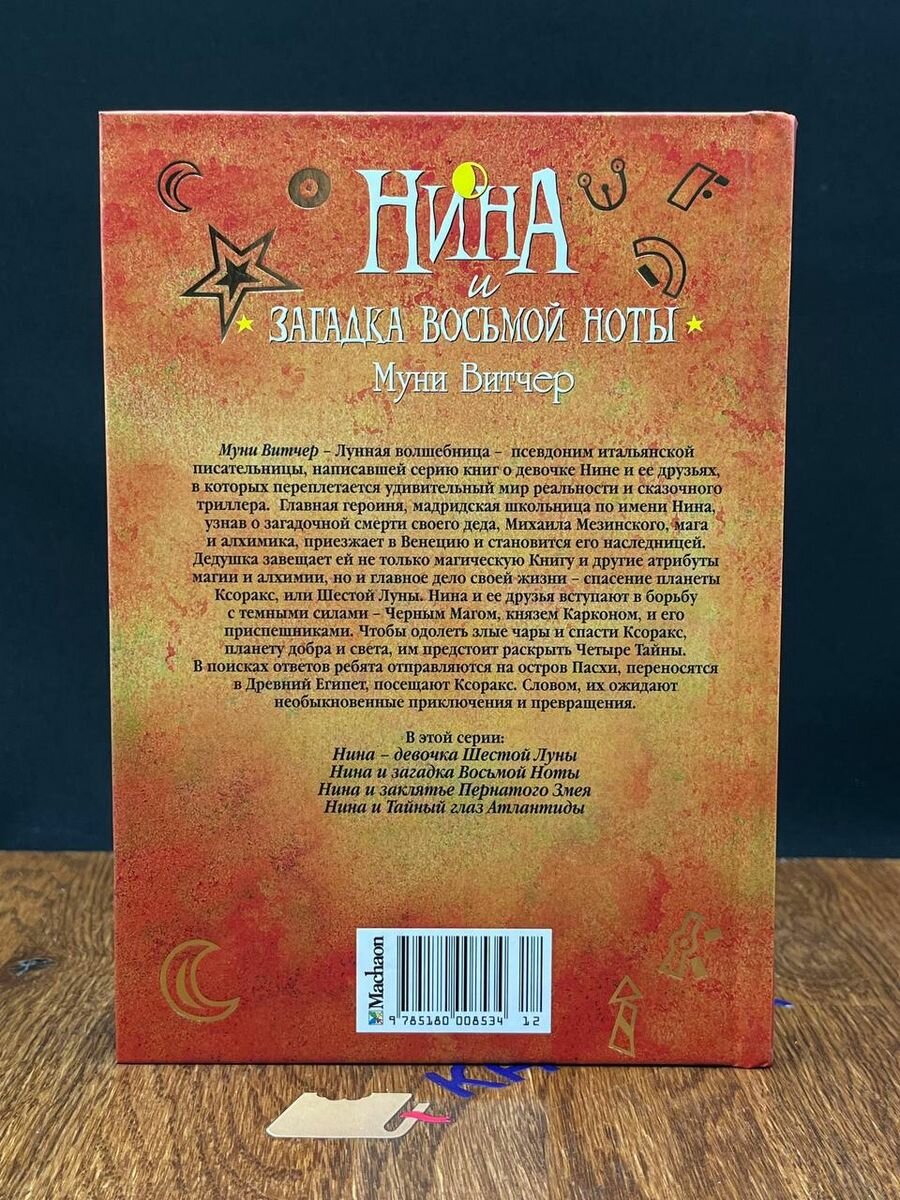 НиНА
и
ЗАГАДКА ВОСЬМОЙ НОТЫ
Муни Витчер
Муни Витчер – Лунная волшебница – псевдоним итальянской
писательницы, написавшей серию книг о девочке Нине и ее друзьях,
в которых переплетается удивительный мир реальности и сказочного
триллера. Главная героиня, мадридская школьница по имени Нина,
узнав о загадочной смерти своего деда, Михаила Мезинского, мага
и алхимика, приезжает в Венецию и становится его наследницей.
Дедушка завещает ей не только магическую Книгу и другие атрибуты
магии и алхимии, но и главное дело своей жизни – спасение планеты
Ксоракс, или Шестой Луны. Нина и ее друзья вступают в борьбу
с темными силами – Черным Магом, князем Карконом, и его
приспешниками. Чтобы одолеть злые чары и спасти Ксоракс,
планету добра и света, им предстоит раскрыть Четыре Тайны.
В поисках ответов ребята отправляются на остров Пасхи, переносятся
в Древний Египет, посещают Ксоракс. Словом, их ожидают
необыкновенные приключения и превращения.
В этой серии:
Нина – девочка Шестой Луны
Нина и загадка Восьмой Ноты
Нина и заклятье Пернатого Змея
Нина и Тайный глаз Атлантиды
Machaon
9 785180 008534 12